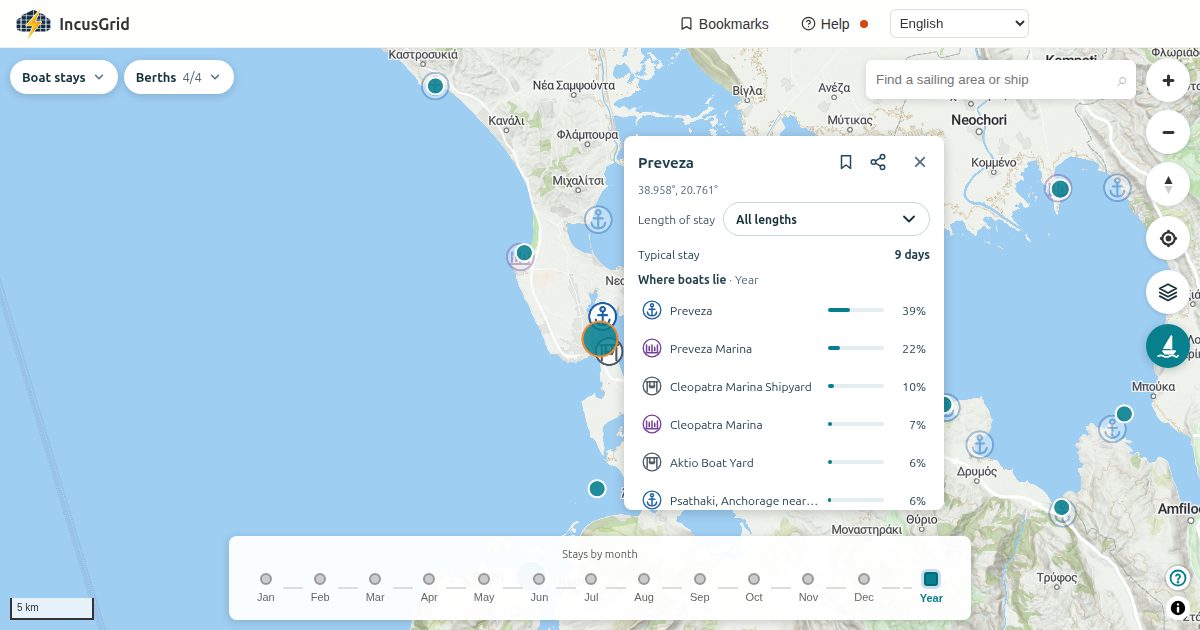 IncusGrid
Bookmarks
Help
English
Boat stays
Berths 4/4
Find a sailing area or ship
Καστροσυκιά
Νέα Σαμψούντα
Κανάλι
Φλάμπουρα
Μιχαλίτσι
Βίγλα
Ανέζα
Μύτικας
Neochori
Κομμένο
Preveza
38.958°, 20.761°
Length of stay All lengths
Typical stay 9 days
Where boats lie · Year
Preveza 39%
Preveza Marina 22%
Cleopatra Marina Shipyard 10%
Cleopatra Marina 7%
Aktio Boat Yard 6%
Psathaki, Anchorage near… 6%
Μπούκα
Δρυμός
Θύριο
Μοναστηράκι
Τρύφος
Amfiloc
Stays by month
Jan Feb Mar Apr May Jun Jul Aug Sep Oct Nov Dec Year
5 km